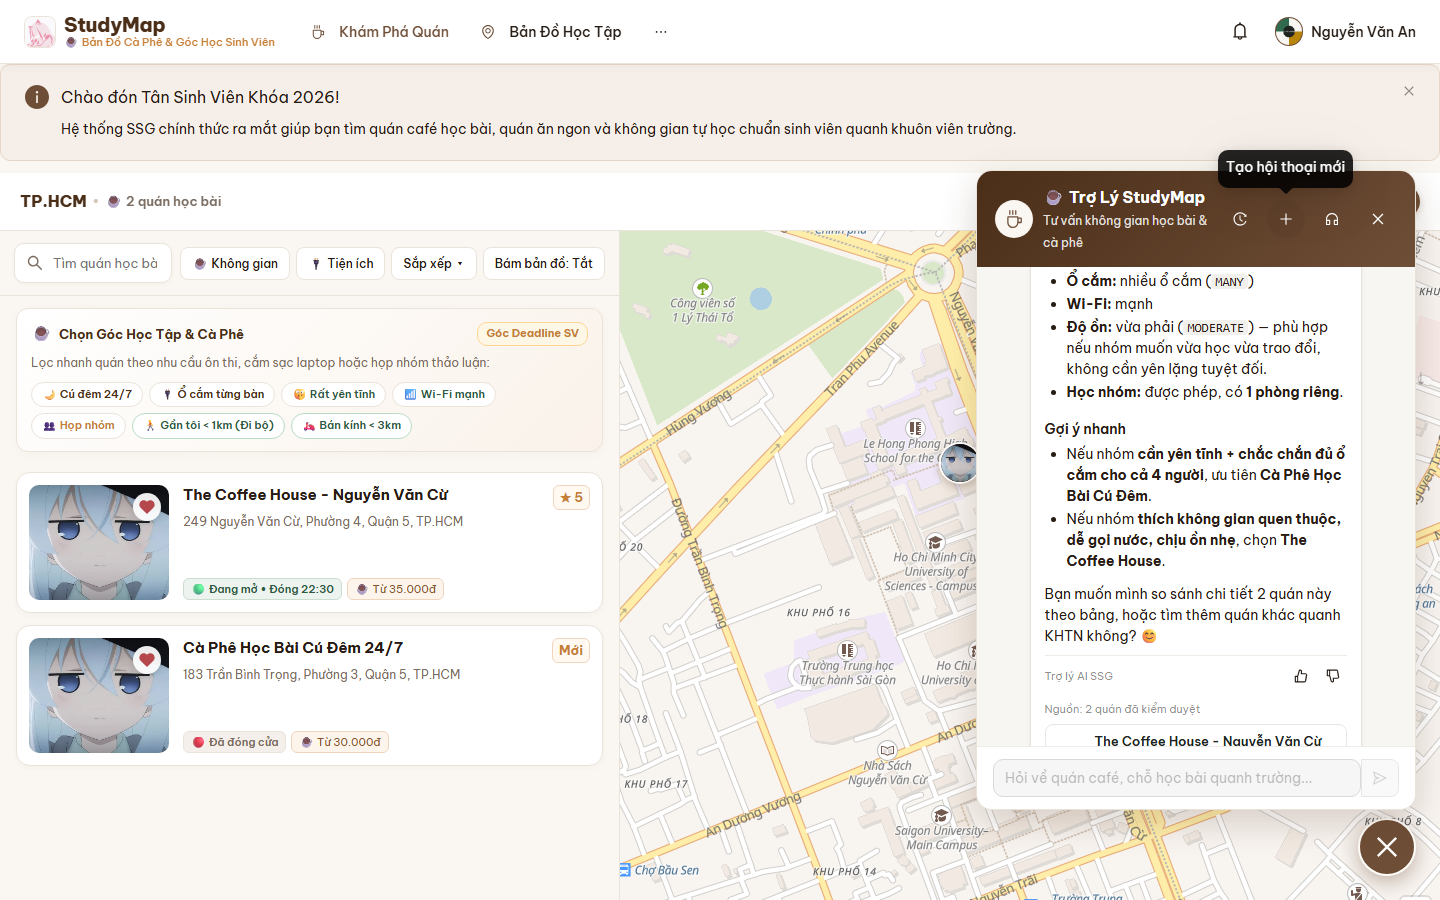 StudyMap
Bản Đồ Cà Phê & Góc Học Sinh Viên
Khám Phá Quán
Bản Đồ Học Tập
...
Nguyễn Văn An
Chào đón Tân Sinh Viên Khóa 2026!
Hệ thống SSG chính thức ra mắt giúp bạn tìm quán café học bài, quán ăn ngon và không gian tự học chuẩn sinh viên quanh khuôn viên trường.
TP.HCM • 2 quán học bài
Tìm quán học bà
Không gian
Tiện ích
Sắp xếp
Bám bản đồ: Tắt
Chọn Góc Học Tập & Cà Phê
Góc Deadline SV
Lọc nhanh quán theo nhu cầu ôn thi, cắm sạc laptop hoặc họp nhóm thảo luận:
Cú đêm 24/7
Ổ cắm từng bàn
Rất yên tĩnh
Wi-Fi mạnh
Họp nhóm
Gần tôi < 1km (Đi bộ)
Bán kính < 3km
The Coffee House - Nguyễn Văn Cừ
★ 5
249 Nguyễn Văn Cừ, Phường 4, Quận 5, TP.HCM
Đang mở • Đóng 22:30
Từ 35.000đ
Cà Phê Học Bài Cú Đêm 24/7
Mới
183 Trần Bình Trọng, Phường 3, Quận 5, TP.HCM
Đã đóng cửa
Từ 30.000đ
Công viên số
1 Lý Thái Tổ
Hùng Vương
Tran Phu Avenue
Le Hong Phong High
School for the
Đường Trần Bình Trọng
Ho Chi Minh City
University of
Sciences - Campus
KHU PHỐ 16
Trường Trung học
Thực hành Sài Gòn
Ho Chi
University
Ố 20
HỐ 18
KHU PHỐ 17
Nhà Sách
Nguyễn Văn Cừ
An Dương Vương
An Dương
Saigon University–
Main Campus
KHU PHỐ 14
Chợ Bầu Sen
Nguyễn Trãi
Tạo hội thoại mới
Trợ Lý StudyMap
Tư vấn không gian học bài &
cà phê
Ổ cắm: nhiều ổ cắm (MANY)
Wi-Fi: mạnh
Độ ồn: vừa phải (MODERATE) — phù hợp
nếu nhóm muốn vừa học vừa trao đổi,
không cần yên lặng tuyệt đối.
Học nhóm: được phép, có 1 phòng riêng.
Gợi ý nhanh
Nếu nhóm cần yên tĩnh + chắc chắn đủ ổ
cắm cho cả 4 người, ưu tiên Cà Phê Học
Bài Cú Đêm.
Nếu nhóm thích không gian quen thuộc,
dễ gọi nước, chịu ồn nhẹ, chọn The
Coffee House.
Bạn muốn mình so sánh chi tiết 2 quán này
theo bảng, hoặc tìm thêm quán khác quanh
KHTN không? 😊
Trợ lý AI SSG
Nguồn: 2 quán đã kiểm duyệt
The Coffee House - Nguyễn Văn Cừ
Hỏi về quán café, chỗ học bài quanh trường...